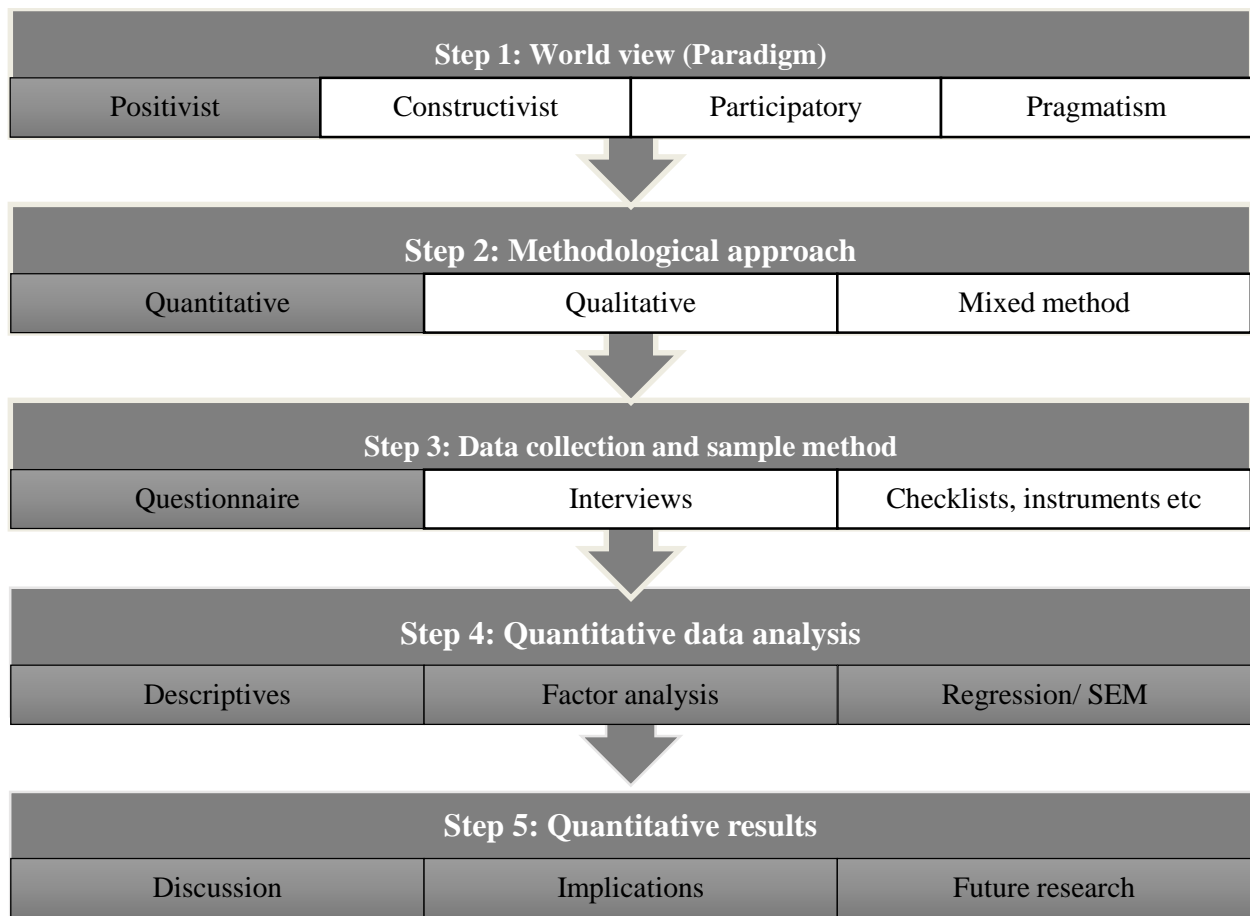 Step 1: World view (Paradigm)
Positivist Constructivist Participatory Pragmatism
Step 2: Methodological approach
Quantitative Qualitative Mixed method
Step 3: Data collection and sample method
Questionnaire Interviews Checklists, instruments etc
Step 4: Quantitative data analysis
Descriptives Factor analysis Regression/ SEM
Step 5: Quantitative results
Discussion Implications Future research